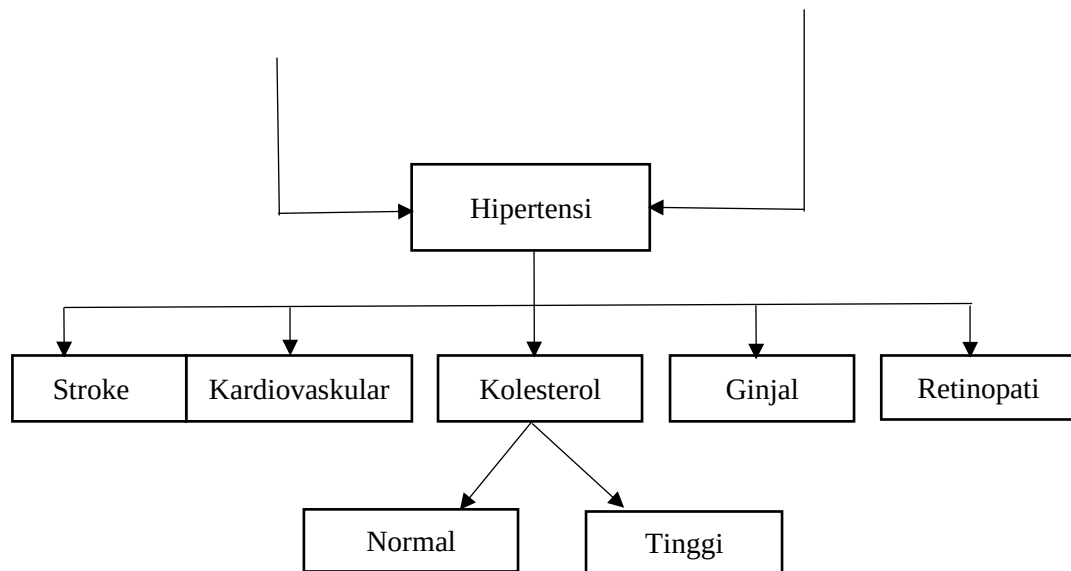 Hipertensi
Stroke
Kardiovaskular
Kolesterol
Ginjal
Retinopati
Normal
Tinggi